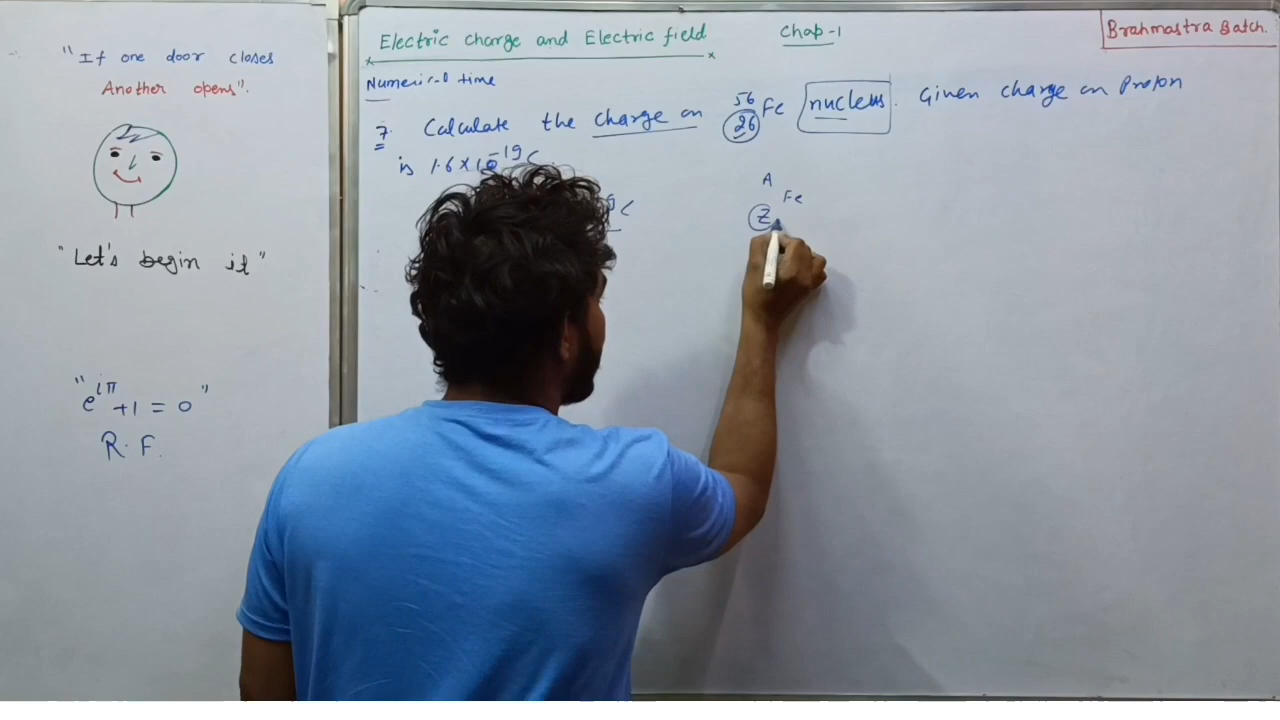 "If one door closes
Another opens".
"Let's begin it"
"e^iπ +1 = 0"
R. F.
Electric charge and Electric field Chap-1
Brahmastra Batch.
Numerical time
7. Calculate the charge on 56 26 Fe nucleus. Given charge on Proton
is 1.6 × 10^-19 C
C
A
Z Fe